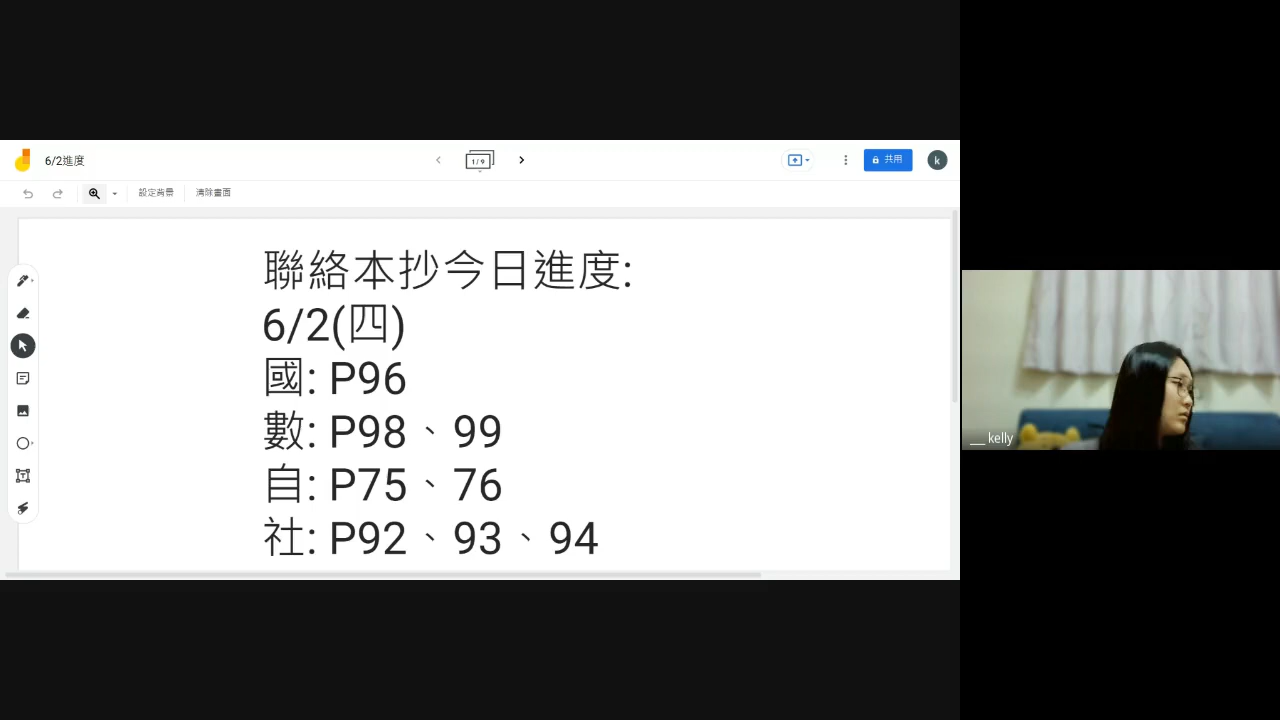 6/2進度
1/9
共用
k
設定背景
清除畫面
聯絡本抄今日進度:
6/2(四)
國: P96
數: P98、99
自: P75、76
社: P92、93、94
__ kelly